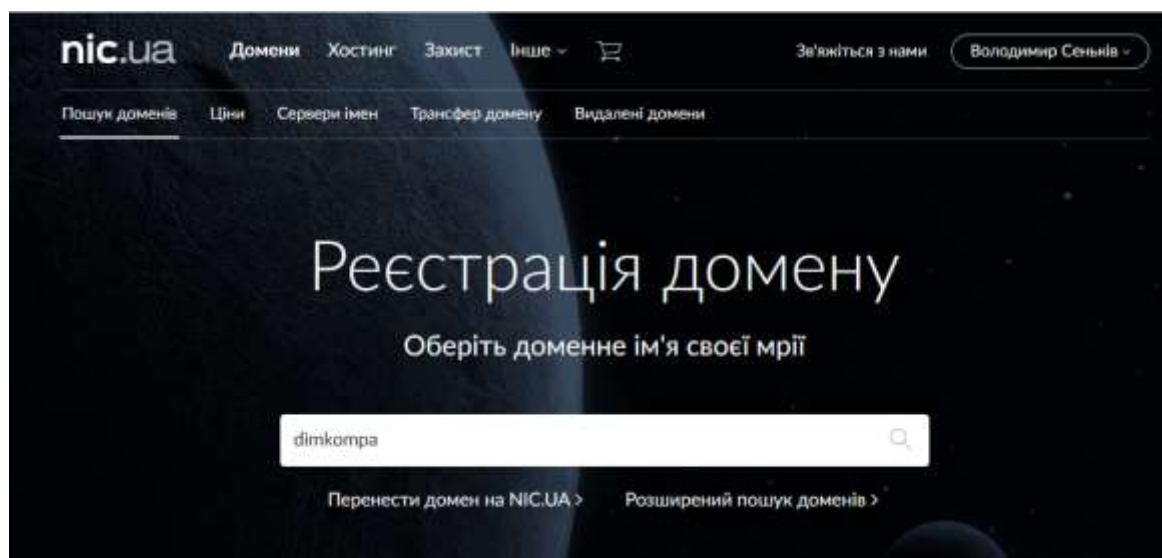 nic.ua Домени Хостинг Захист Інше Зв'яжіться з нами Володимир Сеньків
Пошук доменів Ціни Сервери імен Трансфер домену Видалені домени
Реєстрація домену
Оберіть доменне ім'я своєї мрії
dimkompa
Перенести домен на NIC.UA > Розширений пошук доменів >